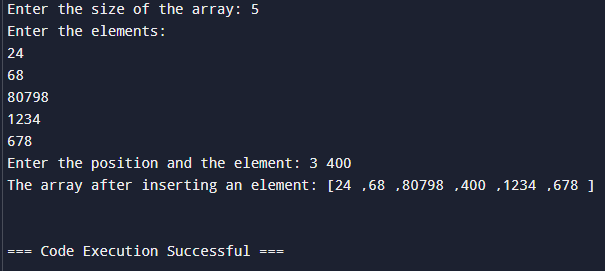 Enter the size of the array: 5
Enter the elements:
24
68
80798
1234
678
Enter the position and the element: 3 400
The array after inserting an element: [24 ,68 ,80798 ,400 ,1234 ,678 ]
=== Code Execution Successful ===